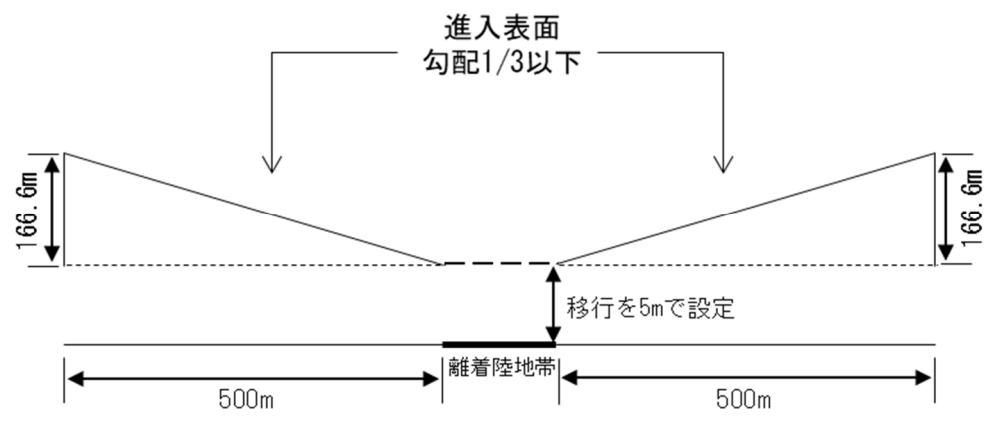 進入表面
勾配1/3以下
166.6m
166.6m
移行を5mで設定
離着陸地帯
500m
500m